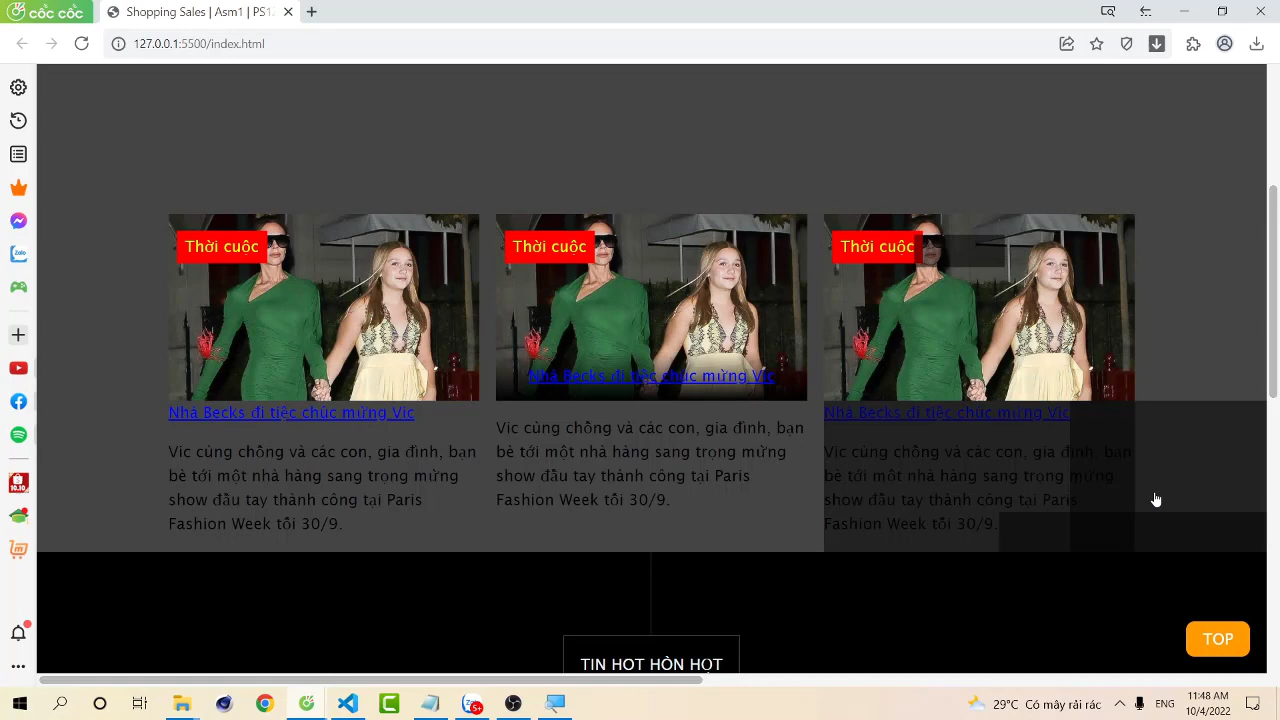 cốc cốc
Shopping Sales | Asm1 | PS1
127.0.0.1:5500/index.html
Thời cuộc
Thời cuộc
Thời cuộc
Nhà Becks đi tiệc chúc mừng Vic
Nhà Becks đi tiệc chúc mừng Vic
Nhà Becks đi tiệc chúc mừng Vic
Vic cùng chồng và các con, gia đình, bạn
bè tới một nhà hàng sang trọng mừng
show đầu tay thành công tại Paris
Fashion Week tối 30/9.
Vic cùng chồng và các con, gia đình, bạn
bè tới một nhà hàng sang trọng mừng
show đầu tay thành công tại Paris
Fashion Week tối 30/9.
Vic cùng chồng và các con, gia đình, bạn
bè tới một nhà hàng sang trọng mừng
show đầu tay thành công tại Paris
Fashion Week tối 30/9.
TOP
TIN HOT HÒN HỌT
Zalo
10.10
5+
29°C Có mây rải rác
ENG
11:48 AM
10/4/2022